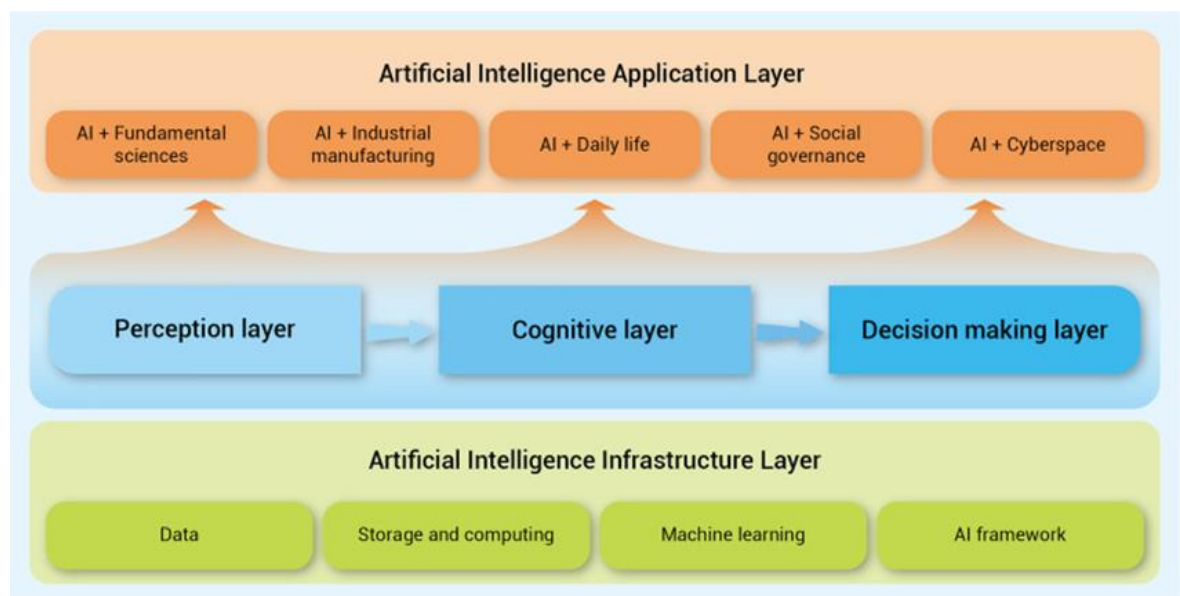 Artificial Intelligence Application Layer
AI + Fundamental
sciences
AI + Industrial
manufacturing
AI + Daily life
AI + Social
governance
AI + Cyberspace
Perception layer
Cognitive layer
Decision making layer
Artificial Intelligence Infrastructure Layer
Data
Storage and computing
Machine learning
AI framework